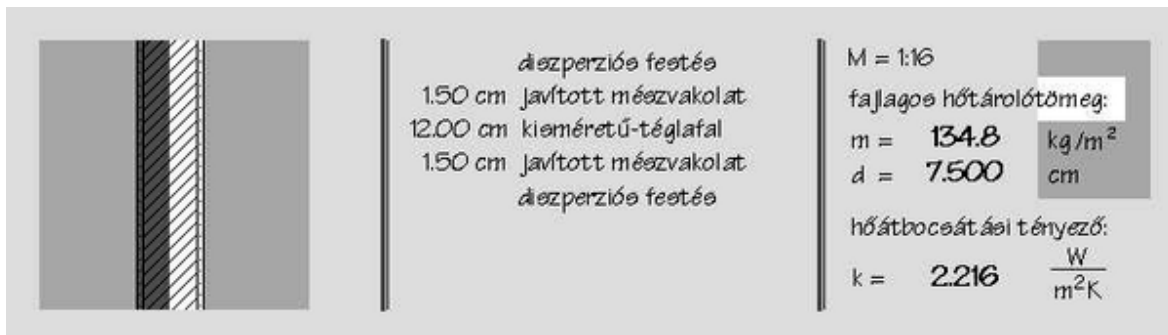 diszperziós festés
1.50 cm javított mészvakolat
12.00 cm kisméretű-téglafal
1.50 cm javított mészvakolat
diszperziós festés
M = 1:16
fajlagos hőtárolótömeg:
m = 134.8 kg/m²
d = 7.500 cm
hőátbocsátási tényező:
k = 2.216 W/m²K